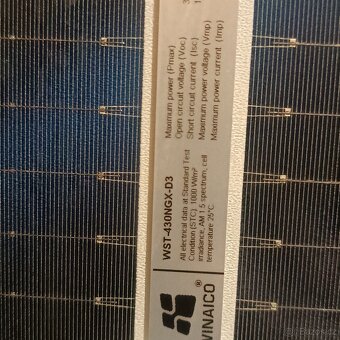 VINAICO®
WST-430NGX-D3
All electrical data at Standard Test
Condition (STC): 1000 W/m²
irradiance, AM 1.5 spectrum, cell
temperature 25°C.
Maximum power (Pmax)
Open circuit voltage (Voc)
Short circuit current (Isc)
Maximum power voltage (Vmp)
Maximum power current (Imp)